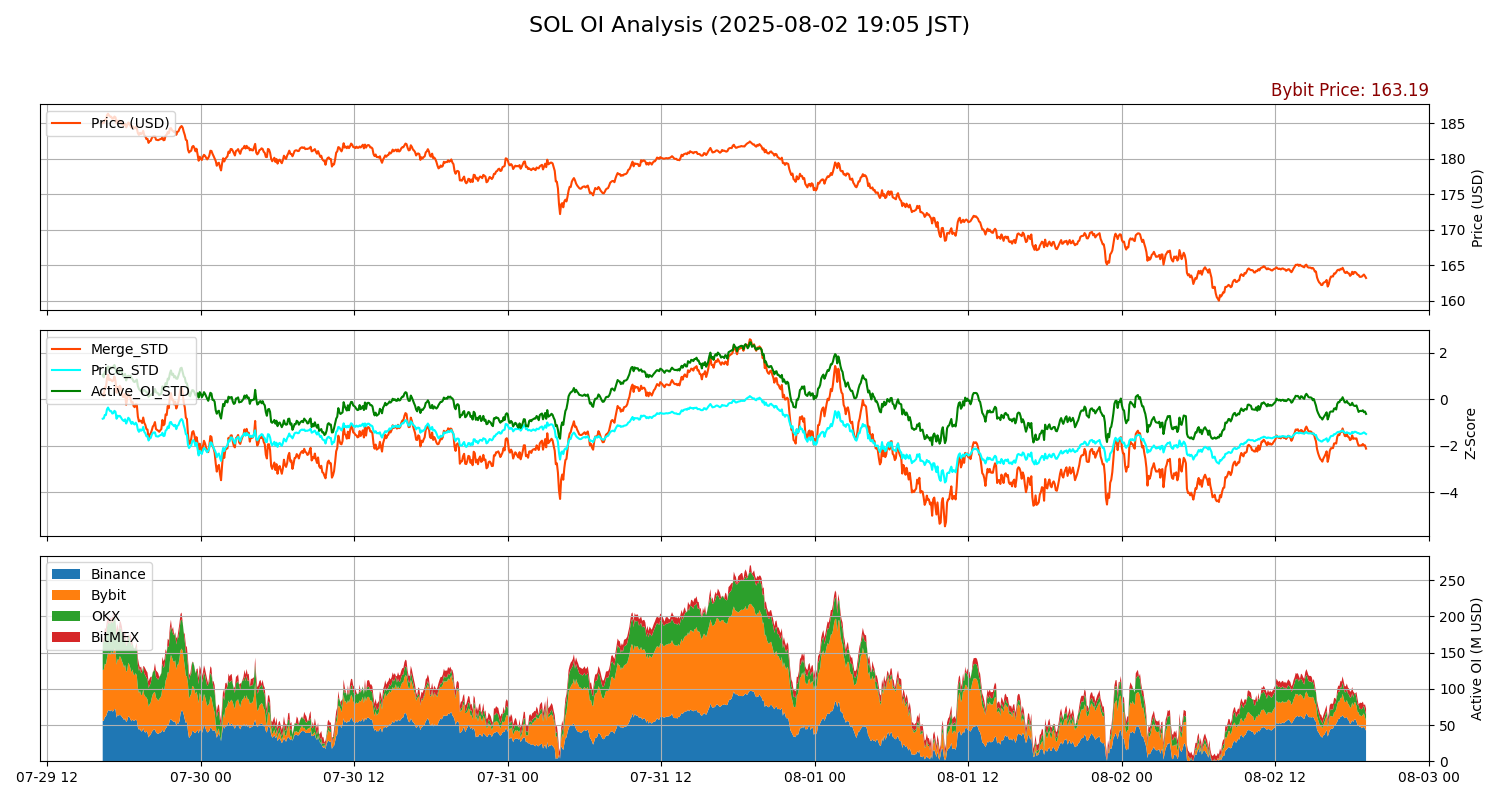 SOL OI Analysis (2025-08-02 19:05 JST)
Bybit Price: 163.19
Price (USD)
185
180
175
170
165
160
Price (USD)
Merge_STD
Price_STD
Active_OI_STD
2
0
−2
−4
Z-Score
Binance
Bybit
OKX
BitMEX
250
200
150
100
50
0
Active OI (M USD)
07-29 12
07-30 00
07-30 12
07-31 00
07-31 12
08-01 00
08-01 12
08-02 00
08-02 12
08-03 00